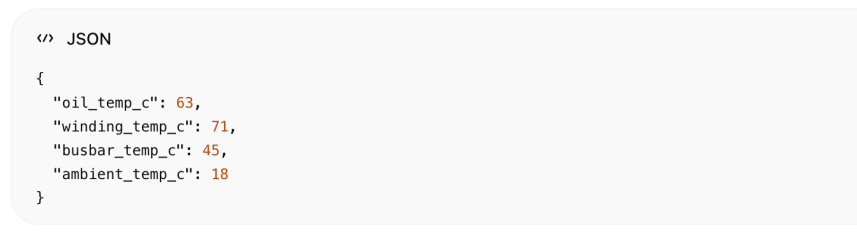 </> JSON
{
  "oil_temp_c": 63,
  "winding_temp_c": 71,
  "busbar_temp_c": 45,
  "ambient_temp_c": 18
}